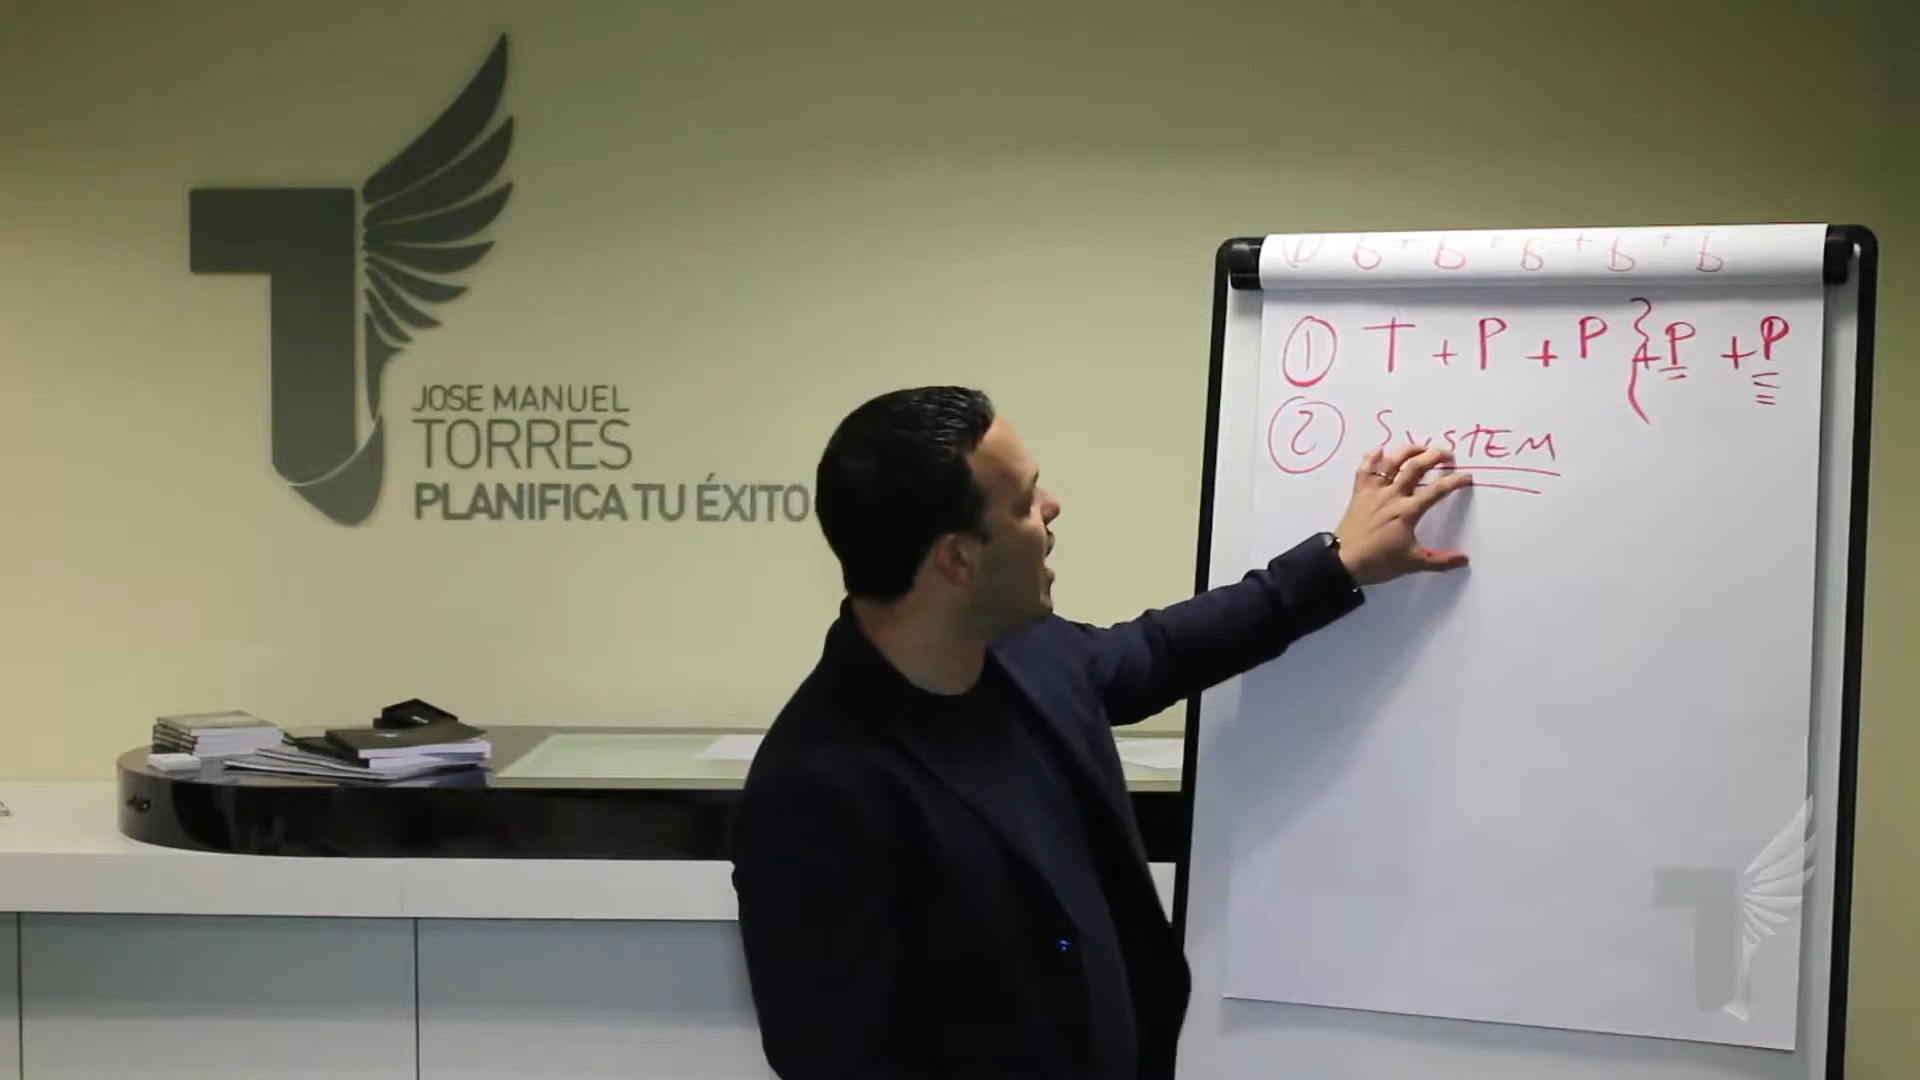 JOSE MANUEL
TORRES
PLANIFICA TU ÉXITO
1 T + P + P { + P + P
2 SYSTEM